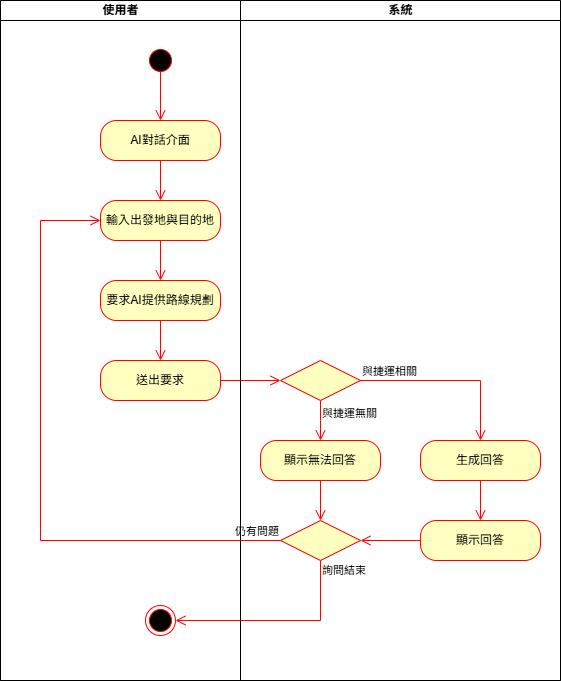 使用者
系統
AI對話介面
輸入出發地與目的地
要求AI提供路線規劃
送出要求
與捷運相關
與捷運無關
顯示無法回答
生成回答
仍有問題
顯示回答
詢問結束